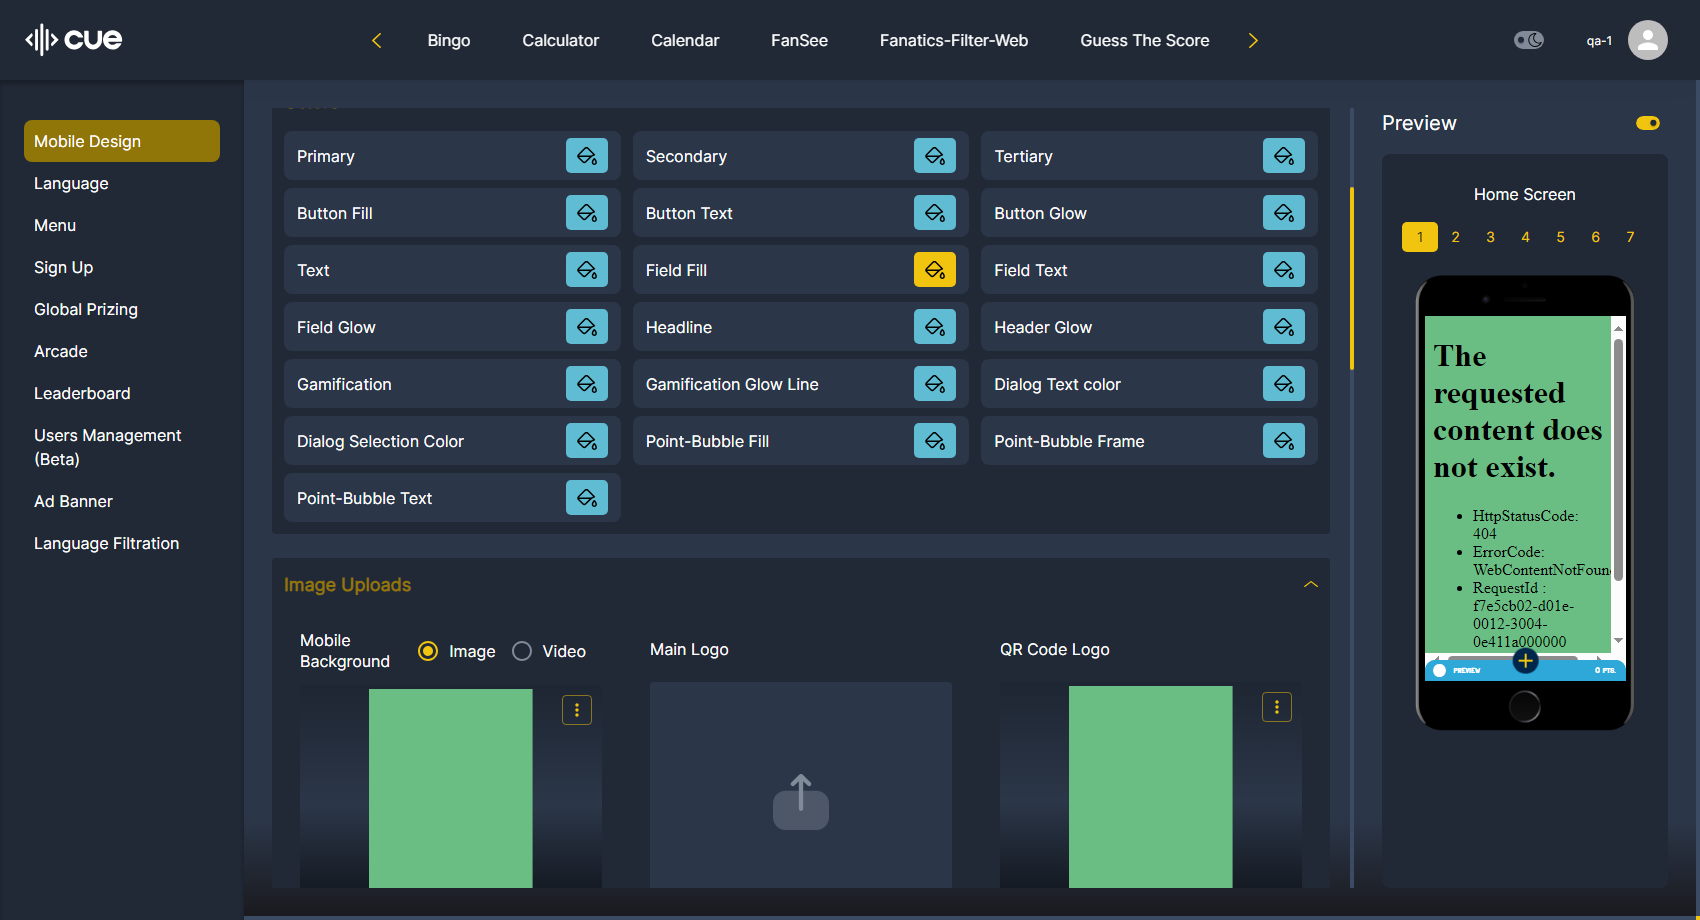 cue
Bingo
Calculator
Calendar
FanSee
Fanatics-Filter-Web
Guess The Score
qa-1
Mobile Design
Language
Menu
Sign Up
Global Prizing
Arcade
Leaderboard
Users Management
(Beta)
Ad Banner
Language Filtration
Primary
Secondary
Tertiary
Button Fill
Button Text
Button Glow
Text
Field Fill
Field Text
Field Glow
Headline
Header Glow
Gamification
Gamification Glow Line
Dialog Text color
Dialog Selection Color
Point-Bubble Fill
Point-Bubble Frame
Point-Bubble Text
Image Uploads
Mobile
Background
Image
Video
Main Logo
QR Code Logo
Preview
Home Screen
1 2 3 4 5 6 7
The
requested
content does
not exist.
HttpStatusCode:
404
ErrorCode:
WebContentNotFoun
RequestId :
f7e5cb02-d01e-
0012-3004-
0e411a000000
PREVIEW
0 PTS.